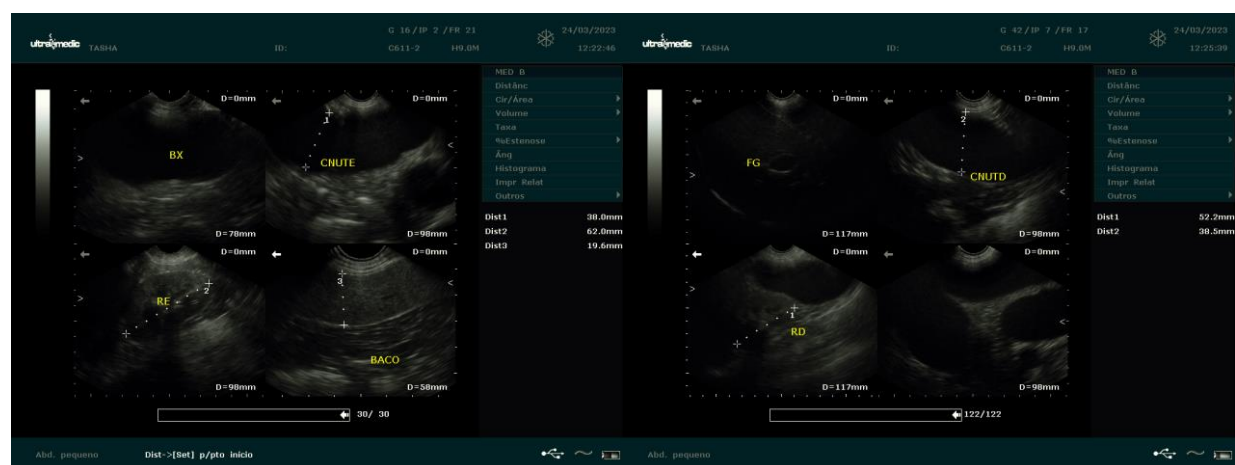 G 16/IP 2 /FR 21 24/03/2023
ultramedic TASHA ID: C611-2 H9.0M 12:22:46
MED B
Distânc
Cir/Área
Volume
Taxa
%Estenose
Âng
Histograma
Impr Relat
Outros
Dist1 38.0mm
Dist2 62.0mm
Dist3 19.6mm
D=0mm D=0mm
1
BX CNUTE
D=78mm D=98mm
D=0mm D=0mm
2 3
RE
BACO
D=98mm D=58mm
30/ 30
Abd. pequeno Dist->[Set] p/pto início
G 42/IP 7 /FR 17 24/03/2023
ultramedic TASHA ID: C611-2 H9.0M 12:25:39
MED B
Distânc
Cir/Área
Volume
Taxa
%Estenose
Âng
Histograma
Impr Relat
Outros
Dist1 52.2mm
Dist2 38.5mm
D=0mm D=0mm
2
FG CNUTD
D=117mm D=98mm
D=0mm D=0mm
1
RD
D=117mm D=98mm
122/122
Abd. pequeno